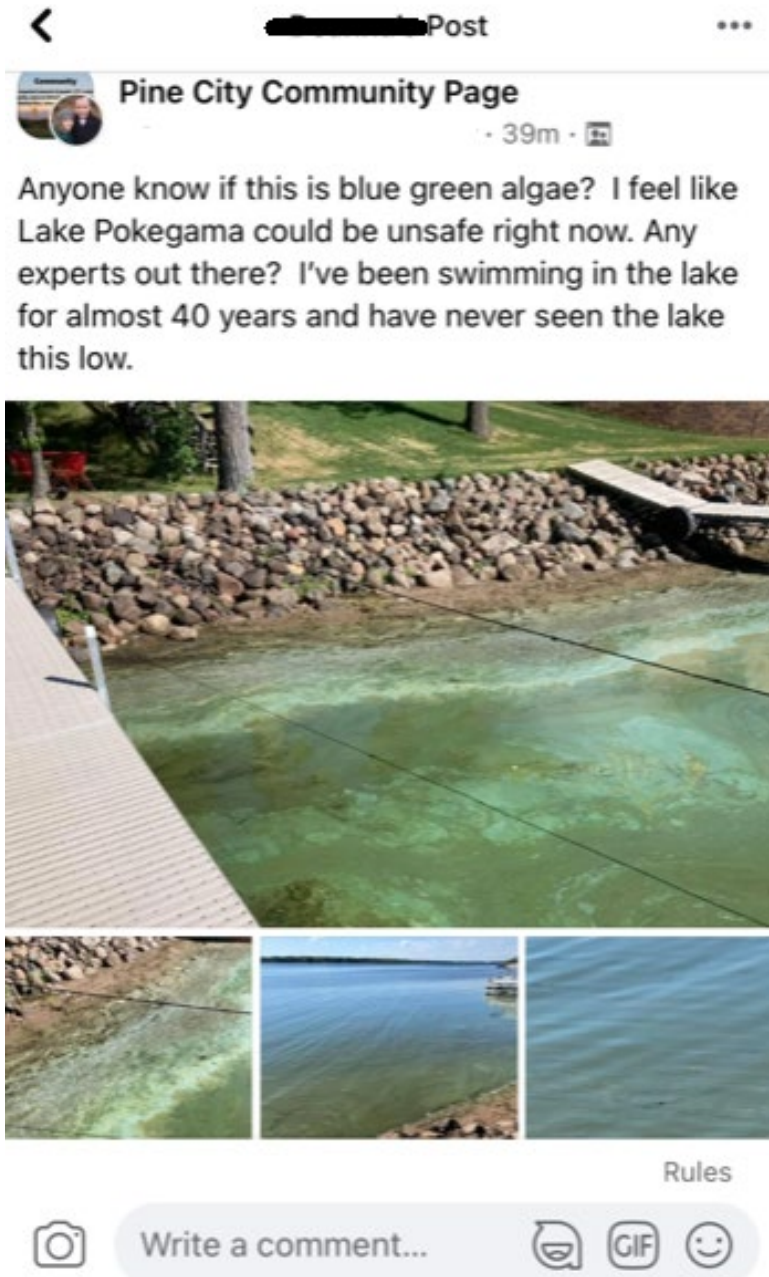 Post
Pine City Community Page
· 39m ·
Anyone know if this is blue green algae? I feel like
Lake Pokegama could be unsafe right now. Any
experts out there? I've been swimming in the lake
for almost 40 years and have never seen the lake
this low.
Rules
Write a comment...
GIF